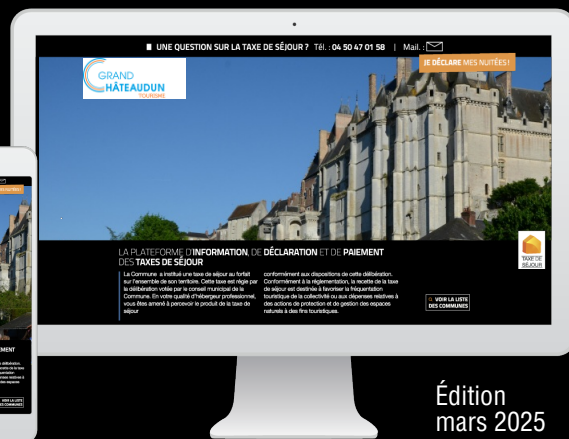 UNE QUESTION SUR LA TAXE DE SÉJOUR ? Tél. : 04 50 47 01 58 | Mail. :
JE DÉCLARE MES NUITÉES !
GRAND
CHÂTEAUDUN
TOURISME
LA PLATEFORME D'INFORMATION, DE DÉCLARATION ET DE PAIEMENT
DES TAXES DE SÉJOUR
La Commune a institué une taxe de séjour au forfait
sur l'ensemble de son territoire. Cette taxe est régie par
la délibération votée par le conseil municipal de la
Commune. En votre qualité d'hébergeur professionnel,
vous êtes amené à percevoir le produit de la taxe de
séjour
conformément aux dispositions de cette délibération.
Conformément à la réglementation, la recette de la taxe
de séjour est destinée à favoriser la fréquentation
touristique de la collectivité ou aux dépenses relatives à
des actions de protection et de gestion des espaces
naturels à des fins touristiques.
TAXE DE
SÉJOUR
VOIR LA LISTE
DES COMMUNES
PAIEMENT
VOIR LA LISTE
DES COMMUNES
Édition
mars 2025